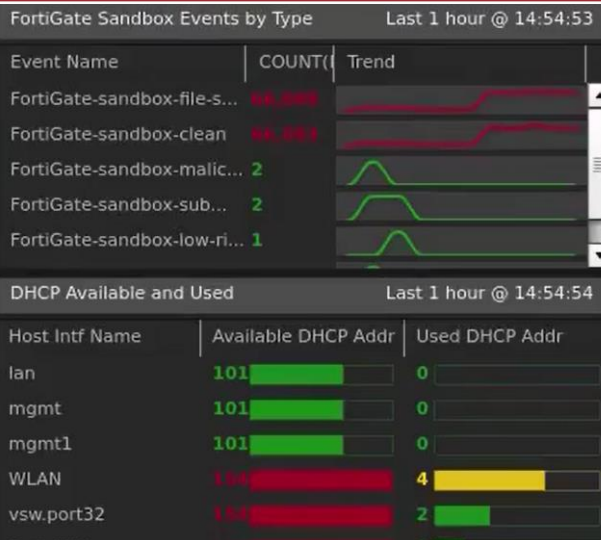 FortiGate Sandbox Events by Type Last 1 hour @ 14:54:53
Event Name COUNT( Trend
FortiGate-sandbox-file-s...
FortiGate-sandbox-clean
FortiGate-sandbox-malic... 2
FortiGate-sandbox-sub... 2
FortiGate-sandbox-low-ri... 1
DHCP Available and Used Last 1 hour @ 14:54:54
Host Intf Name Available DHCP Addr Used DHCP Addr
lan 101 0
mgmt 101 0
mgmt1 101 0
WLAN 4
vsw.port32 2